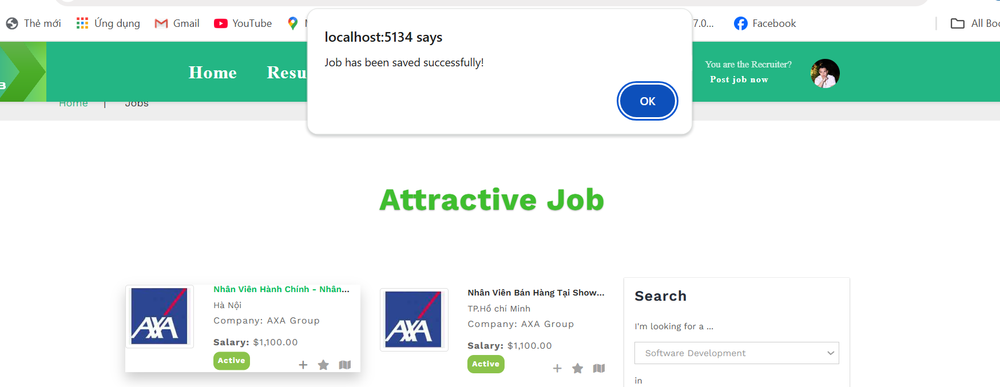 Thẻ mới Ứng dụng Gmail YouTube 7.0... Facebook All Boo
localhost:5134 says
Job has been saved successfully!
OK
Home Resu
You are the Recruiter?
Post job now
Home | Jobs
Attractive Job
AXA
Nhân Viên Hành Chính - Nhân...
Hà Nội
Company: AXA Group
Salary: $1,100.00
Active
AXA
Nhân Viên Bán Hàng Tại Show...
TP.Hồ chí Minh
Company: AXA Group
Salary: $1,100.00
Active
Search
I'm looking for a ...
Software Development
in